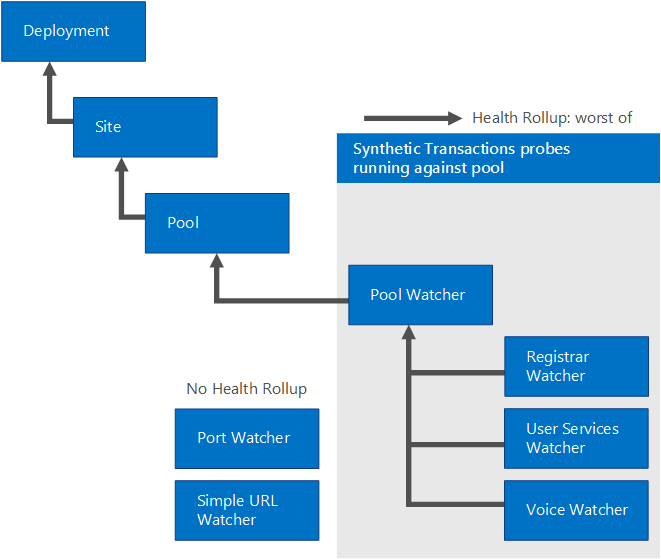 Deployment
Site
Health Rollup: worst of
Synthetic Transactions probes
running against pool
Pool
Pool Watcher
Registrar
Watcher
No Health Rollup
Port Watcher
User Services
Watcher
Simple URL
Watcher
Voice Watcher